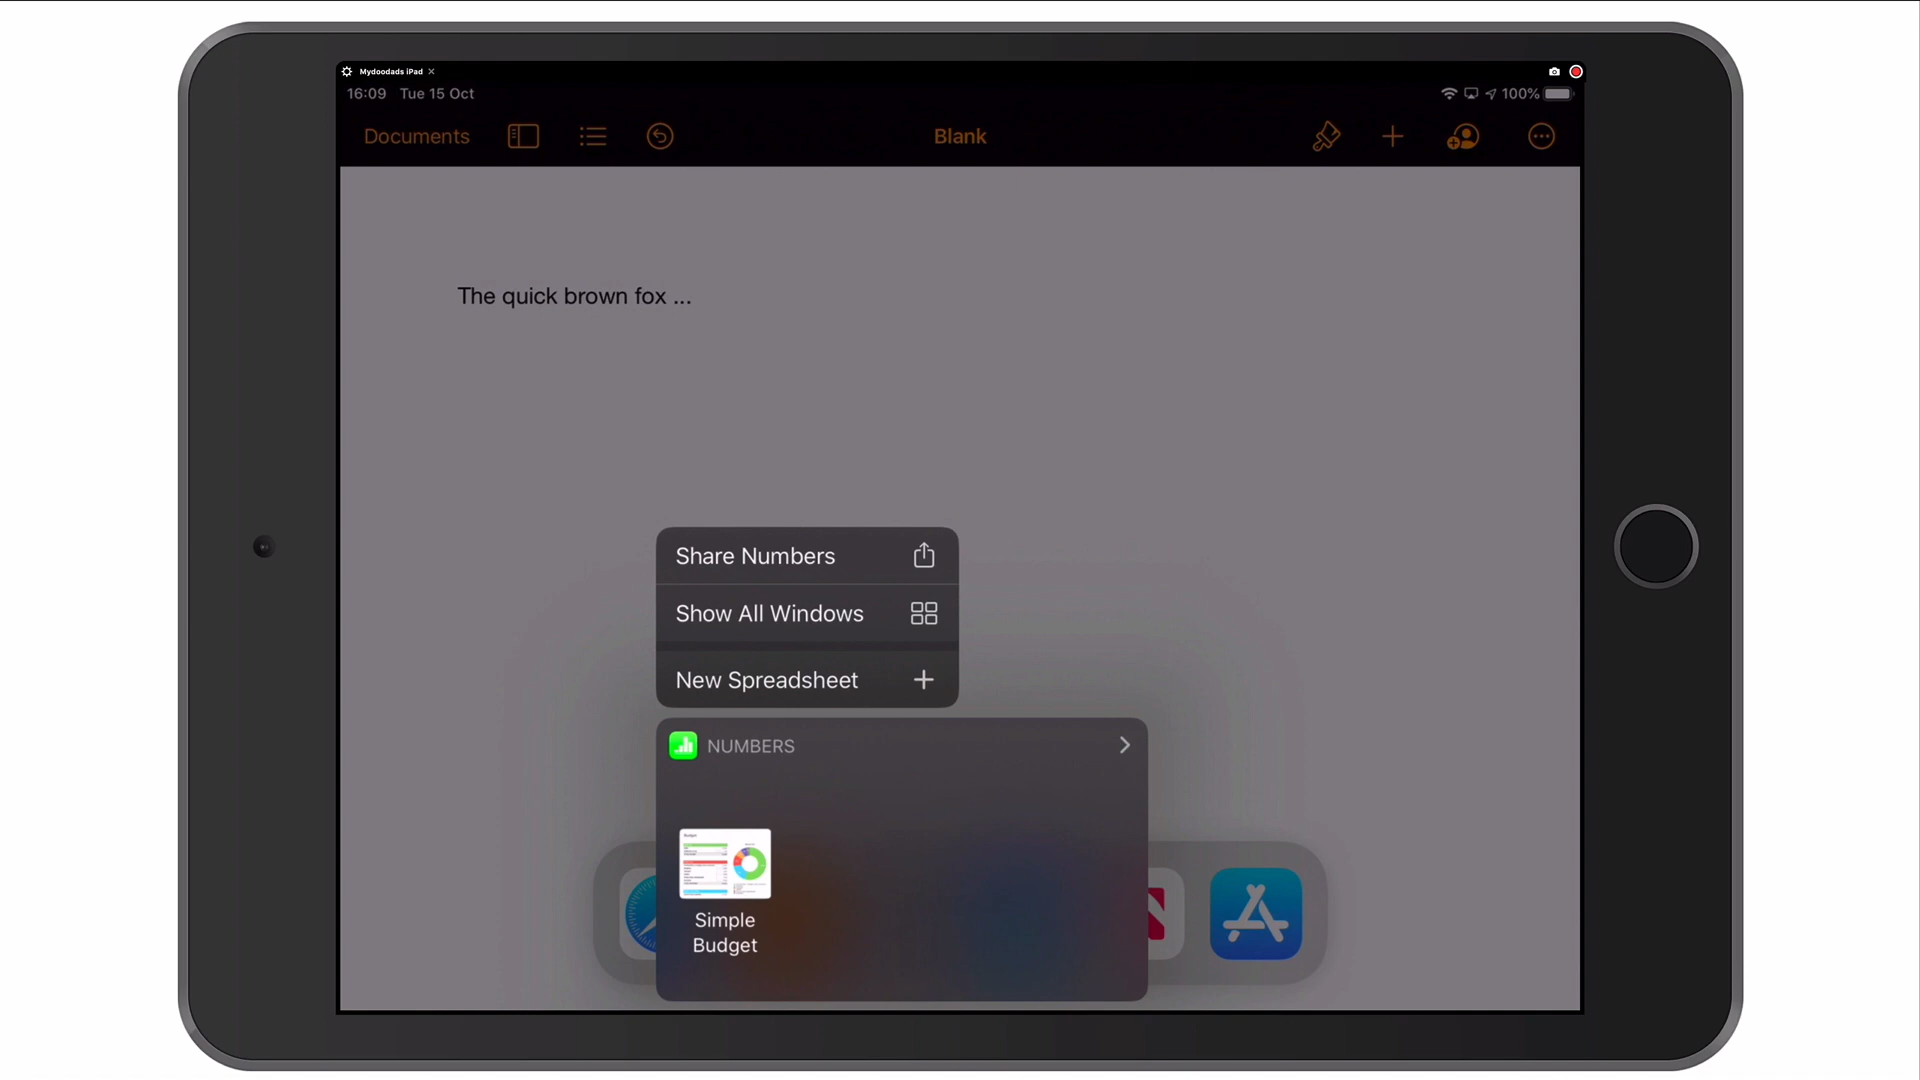 Mydoodads iPad
16:09 Tue 15 Oct
100%
Documents
Blank
The quick brown fox ...
Share Numbers
Show All Windows
New Spreadsheet
NUMBERS
Simple
Budget